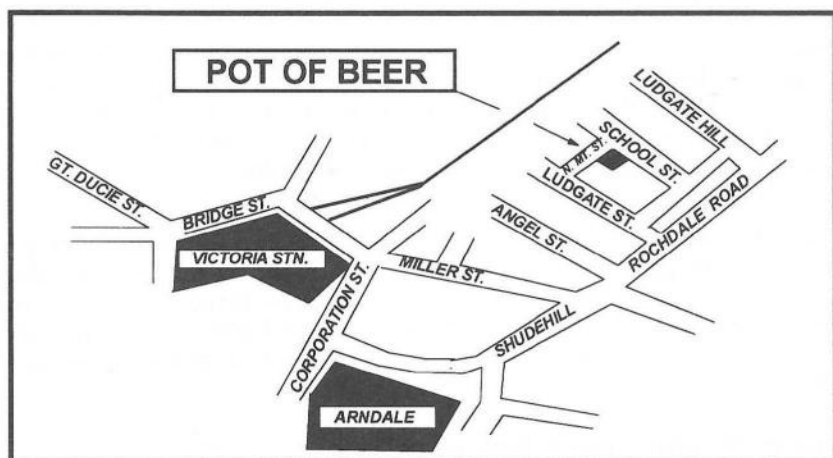 POT OF BEER
LUDGATE HILL
SCHOOL ST.
N. MT. ST.
GT. DUCIE ST.
LUDGATE ST.
BRIDGE ST.
ANGEL ST.
ROCHDALE ROAD
VICTORIA STN.
MILLER ST.
CORPORATION ST.
SHUDEHILL
ARNDALE